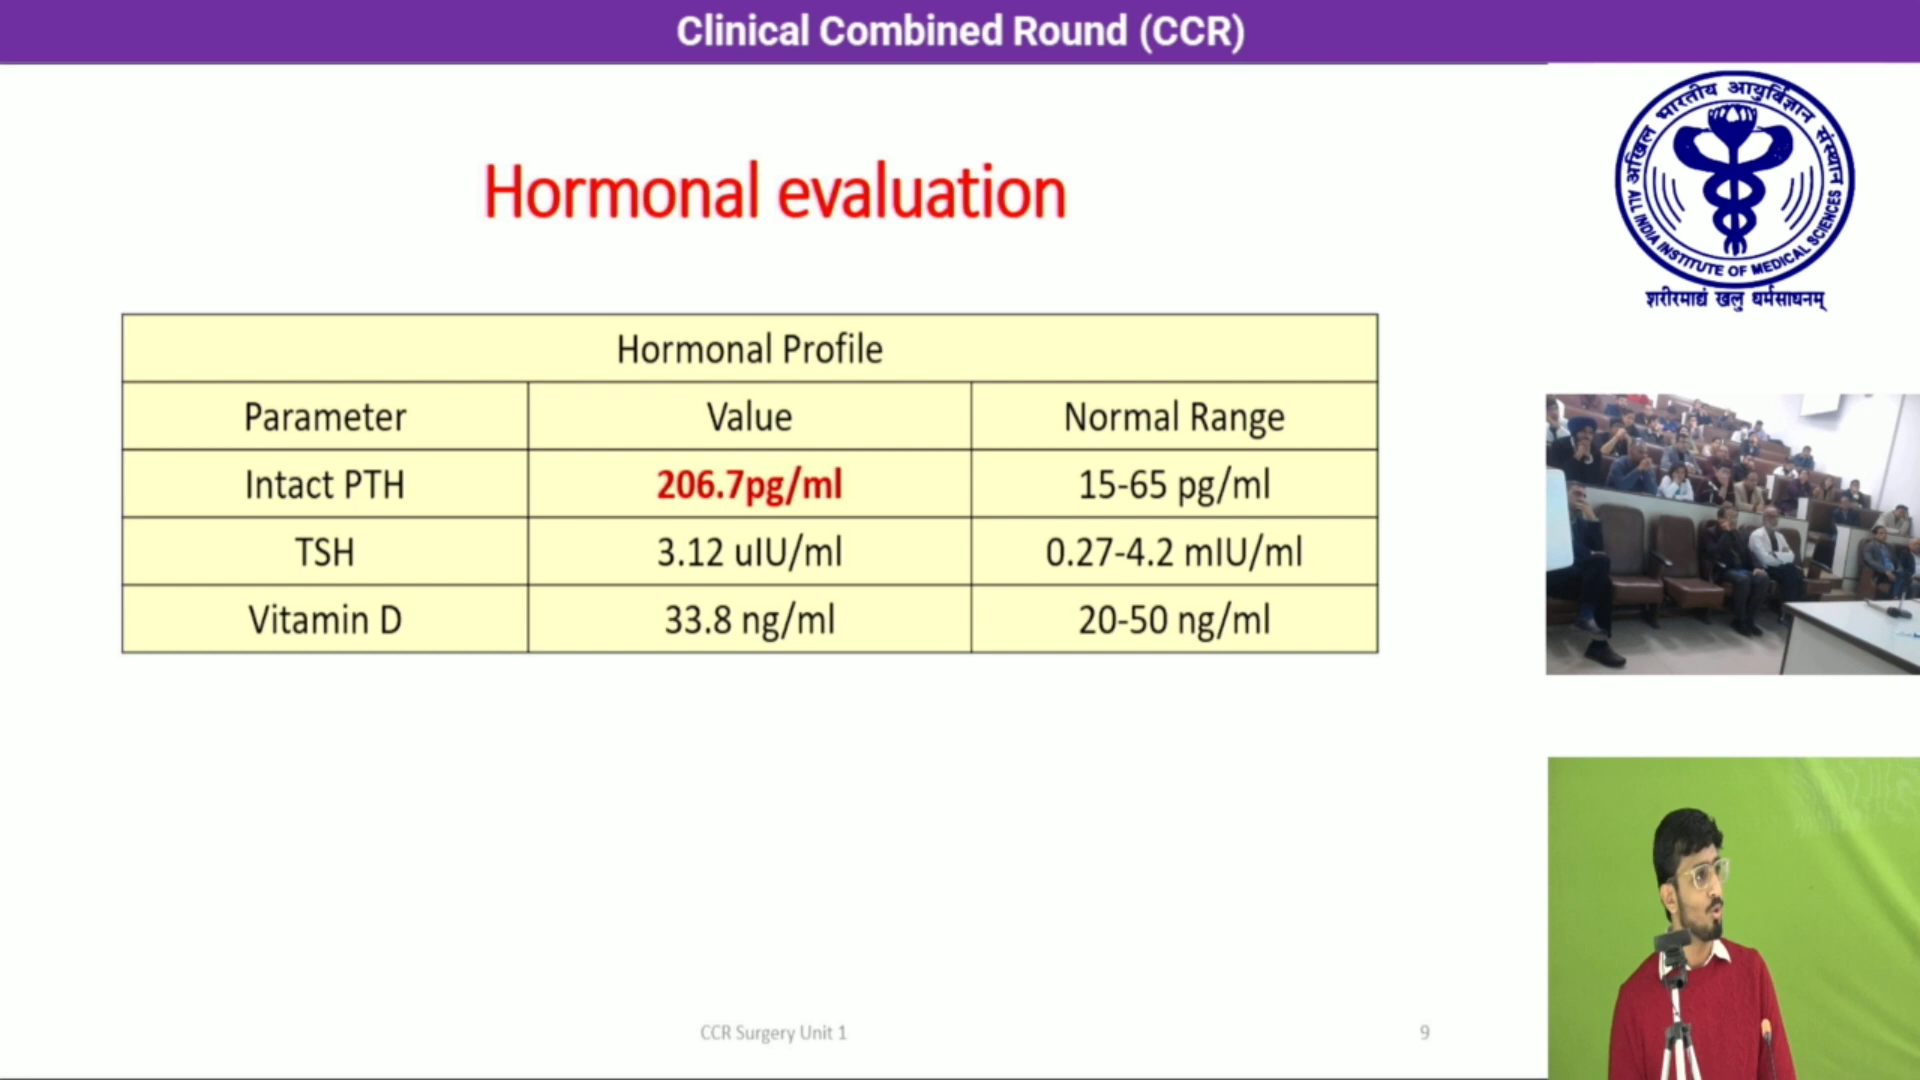 Clinical Combined Round (CCR)
Hormonal evaluation
Hormonal Profile
Parameter Value Normal Range
Intact PTH 206.7pg/ml 15-65 pg/ml
TSH 3.12 uIU/ml 0.27-4.2 mIU/ml
Vitamin D 33.8 ng/ml 20-50 ng/ml
CCR Surgery Unit 1 9
अखिल भारतीय आयुर्विज्ञान संस्थान
ALL INDIA INSTITUTE OF MEDICAL SCIENCES
शरीरमाद्यं खलु धर्मसाधनम्